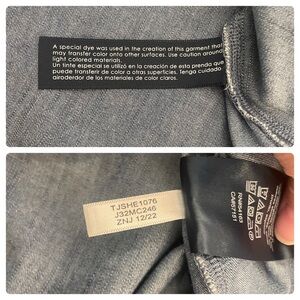 A special dye was used in the creation of this garment that
may transfer color onto other surfaces. Use caution around
light colored materials.
Un tinte especial se utilizó en la creación de esta prenda que
puede transferir de color a otras superficies. Tenga cuidado
alrededor de materiales de color claros.
TJSHE1076
J32MC246
ZNJ 12/22